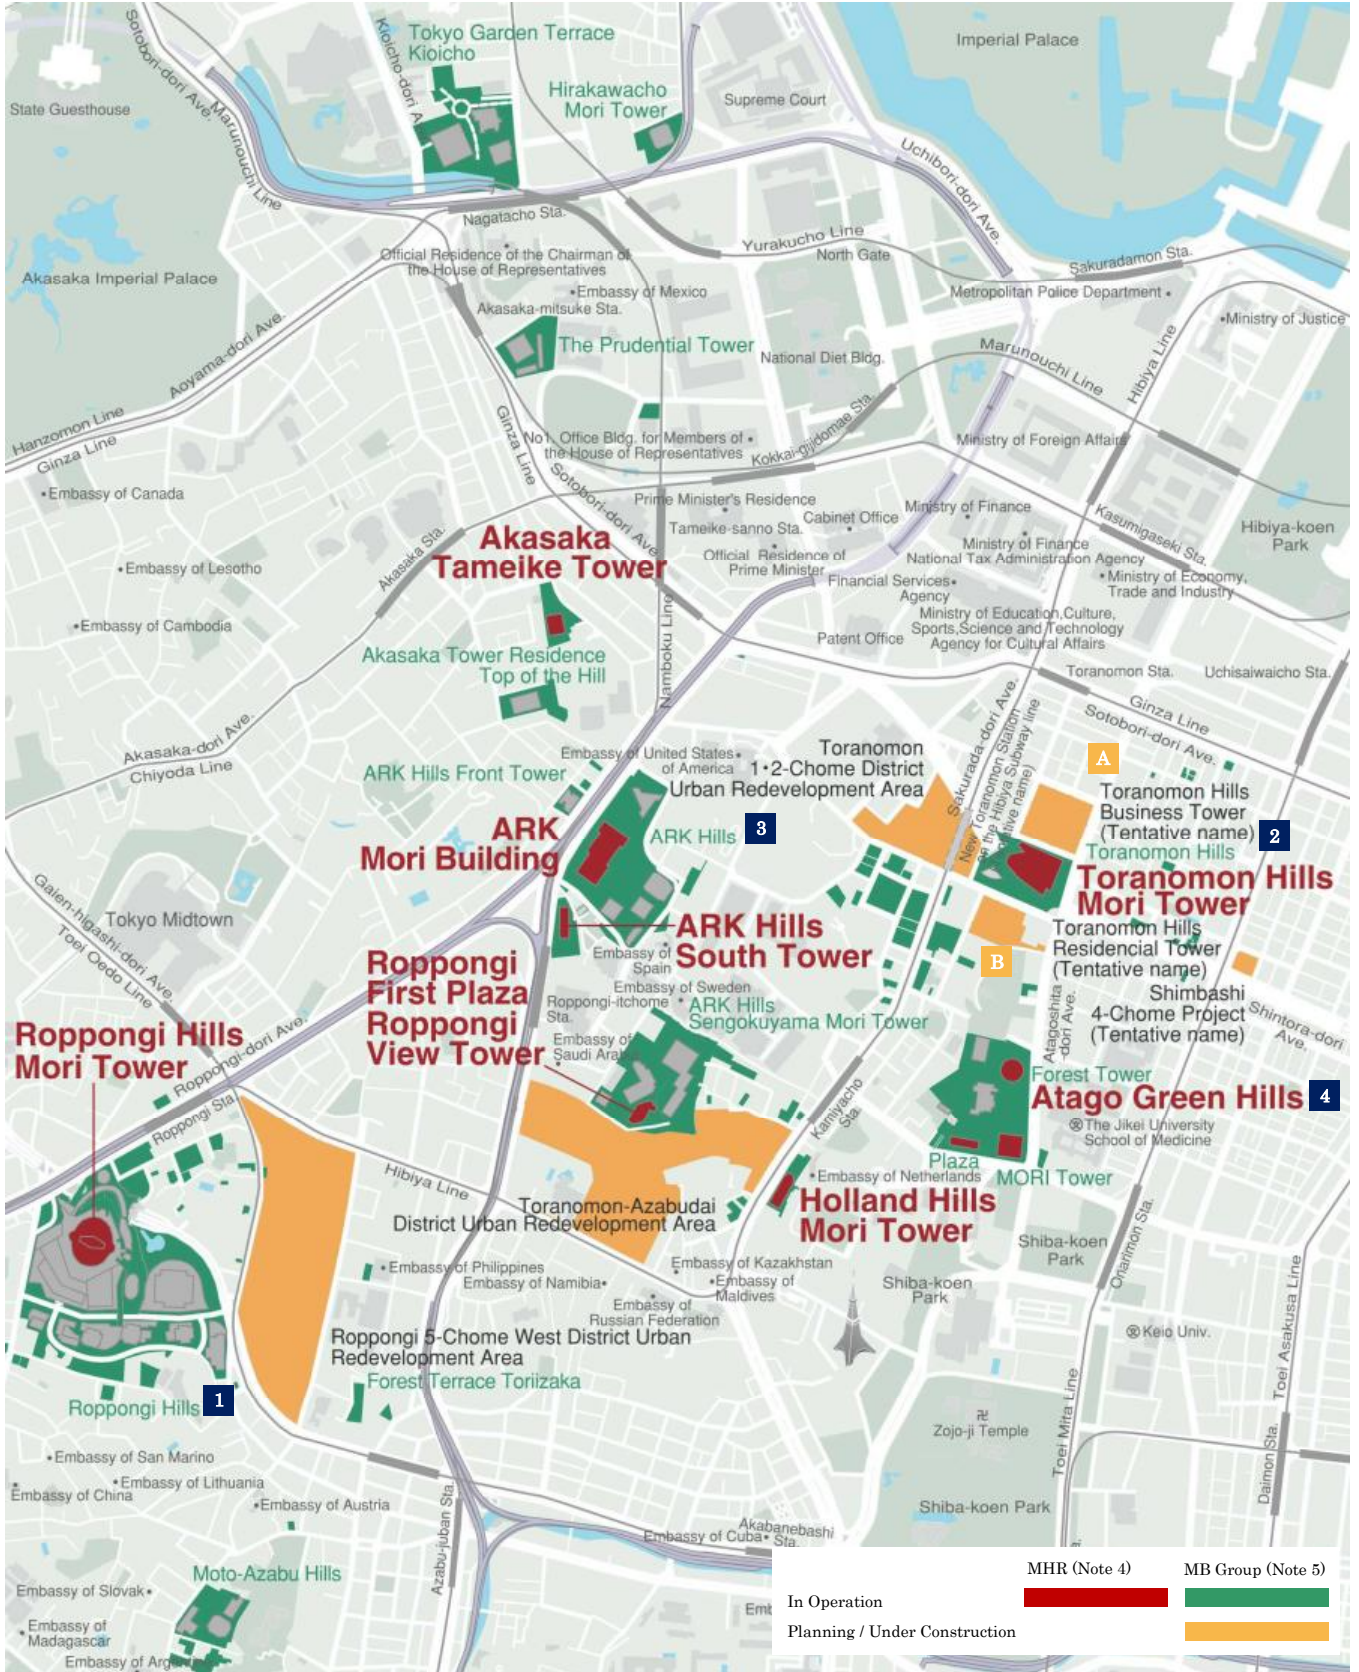 Tokyo Garden Terrace
Kioicho
Kioicho-dori A
Sotobori-dori Ave.
Marunouchi Line
State Guesthouse
Hirakawacho
Mori Tower
Supreme Court
Imperial Palace
Uchibori-dori Ave.
Nagatacho Sta.
Yurakucho Line
North Gate
Sakuradamon Sta.
Official Residence of the Chairman of
the House of Representatives
Akasaka Imperial Palace
•Embassy of Mexico
Metropolitan Police Department •
Akasaka-mitsuke Sta.
•Ministry of Justice
Aoyama-dori Ave.
The Prudential Tower
National Diet Bldg.
Marunouchi Line
Hibiya Line
Hanzomon Line
Ginza Line
Ginza Line
No1. Office Bldg. for Members of •
the House of Representatives
Kokkai-gijidomae Sta.
Ministry of Foreign Affairs
•Embassy of Canada
Sotobori-dori Ave.
Prime Minister's Residence
Tameike-sanno Sta.
Cabinet Office
Ministry of Finance
Kasumigaseki Sta.
Hibiya-koen
Park
Akasaka
Tameike Tower
Akasaka Sta.
Official Residence of
Prime Minister
Ministry of Finance
National Tax Administration Agency
•Embassy of Lesotho
Financial Services•
Agency
•Ministry of Economy,
Trade and Industry
•Embassy of Cambodia
Namboku Line
Patent Office
Ministry of Education,Culture,
Sports,Science and Technology
Agency for Cultural Affairs
Akasaka Tower Residence
Top of the Hill
Toranomon Sta.
Uchisaiwaicho Sta.
Ginza Line
Sotobori-dori Ave.
Akasaka-dori Ave.
Chiyoda Line
Embassy of United States•
of America
Toranomon
1•2-Chome District
Urban Redevelopment Area
Sakurada-dori Ave.
New Toranomon Station
on the Hibiya Subway line
A
ARK Hills Front Tower
Toranomon Hills
Business Tower
(Tentative name)
2
ARK
Mori Building
ARK Hills
3
Toranomon Hills
Toranomon Hills
Mori Tower
Gaien-higashi-dori Ave.
Toei Oedo Line
Tokyo Midtown
ARK Hills
South Tower
Embassy of
Spain
Toranomon Hills
Residencial Tower
(Tentative name)
B
Roppongi
First Plaza
Roppongi
View Tower
Embassy of Sweden
Roppongi-itchome
Sta.
ARK Hills
Sengokuyama Mori Tower
Embassy of
Saudi Arab
Shimbashi
4-Chome Project
(Tentative name)
Shintora-dori
Ave.
Atagoshita
-dori Ave.
Roppongi Hills
Mori Tower
Roppongi-dori Ave.
Roppongi Sta.
Kamiyacho
Sta.
Forest Tower
Atago Green Hills
4
The Jikei University
School of Medicine
Hibiya Line
Plaza
•Embassy of Netherlands
MORI Tower
Holland Hills
Mori Tower
Toranomon-Azabudai
District Urban Redevelopment Area
Onarimon Sta.
Shiba-koen
Park
•Embassy of Philippines
Embassy of Namibia•
Embassy of Kazakhstan
•Embassy of
Maldives
Embassy of
Russian Federation
Shiba-koen
Park
Toei Asakusa Line
Keio Univ.
Roppongi 5-Chome West District Urban
Redevelopment Area
Forest Terrace Toriizaka
Roppongi Hills
1
Zojo-ji Temple
Toei Mita Line
•Embassy of San Marino
•Embassy of Lithuania
Embassy of China
•Embassy of Austria
Azabu-juban Sta.
Shiba-koen Park
Daimon Sta.
Akabanebashi
Sta.
Embassy of Cuba•
a.
Moto-Azabu Hills
Embassy of Slovak•
Embassy of
Madagascar
Embassy of Argen
Emb
MHR (Note 4)
MB Group (Note 5)
In Operation
Planning / Under Construction